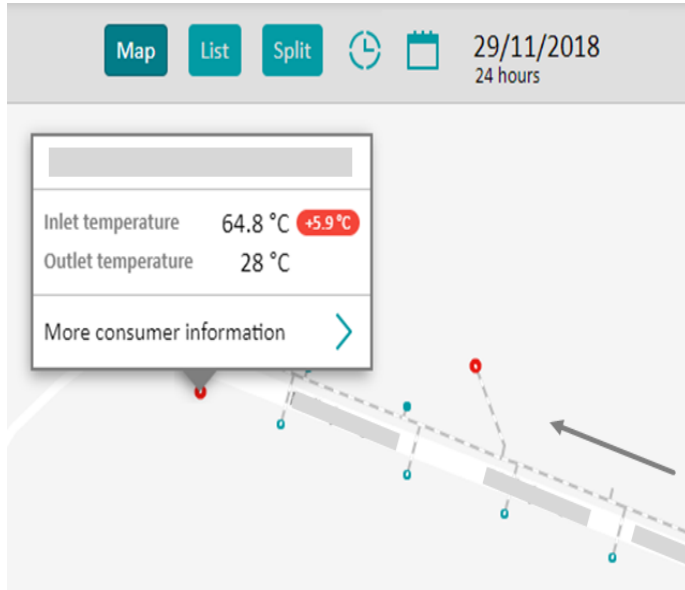 Map List Split 29/11/2018
24 hours
Inlet temperature 64.8 °C +5.9 °C
Outlet temperature 28 °C
More consumer information